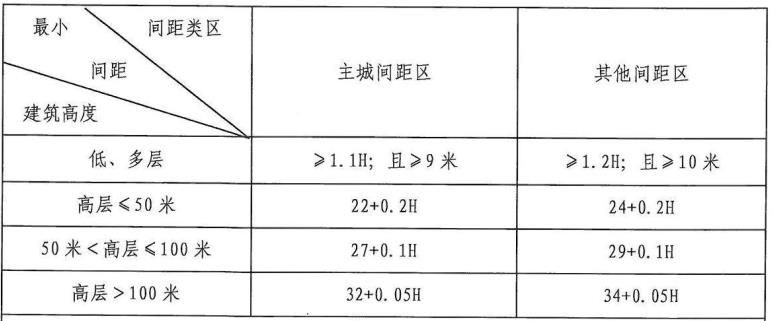 最小 间距类区
间距
建筑高度
主城间距区 其他间距区
低、多层 ≥1.1H; 且≥9米 ≥1.2H; 且≥10米
高层≤50米 22+0.2H 24+0.2H
50米<高层≤100米 27+0.1H 29+0.1H
高层>100米 32+0.05H 34+0.05H